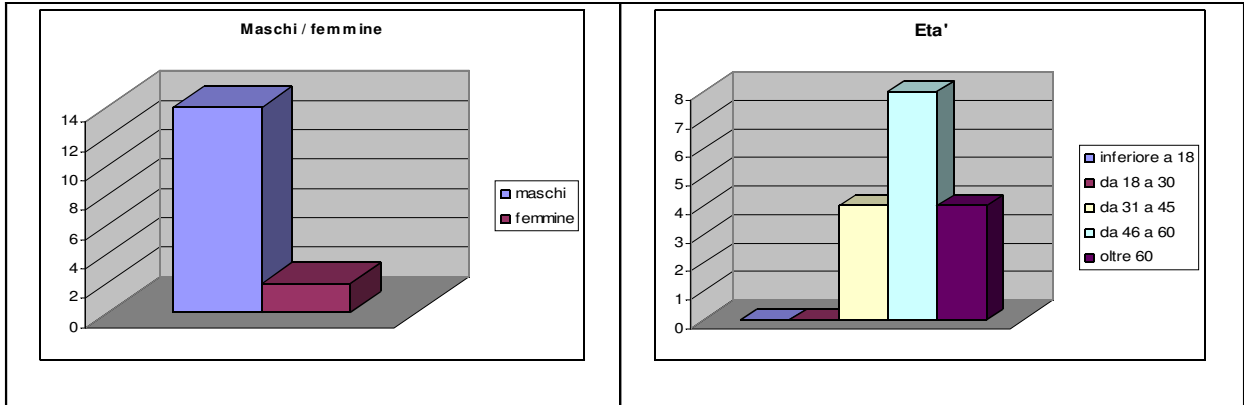 Maschi / femmine
14
12
10
8
6
4
2
0
maschi
femmine
Eta'
8
7
6
5
4
3
2
1
0
inferiore a 18
da 18 a 30
da 31 a 45
da 46 a 60
oltre 60